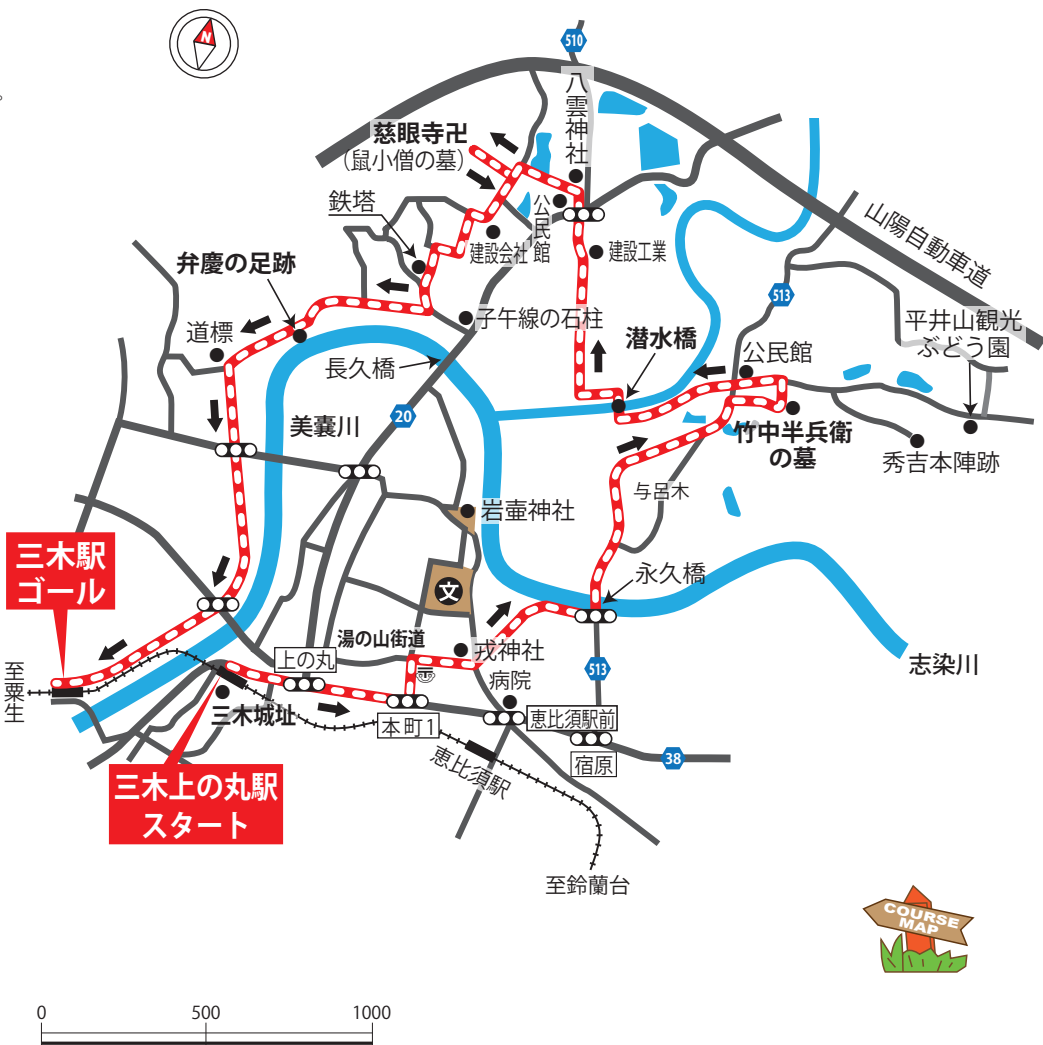 N
510
。
八雲神社
慈眼寺卍
(鼠小僧の墓)
鉄塔
公民館
建設会社
建設工業
山陽自動車道
弁慶の足跡
513
道標
子午線の石柱
平井山観光
ぶどう園
潜水橋
公民館
長久橋
20
美嚢川
竹中半兵衛
の墓
秀吉本陣跡
与呂木
岩壷神社
三木駅
ゴール
文
永久橋
湯の山街道
戎神社
上の丸
志染川
513
至粟生
病院
三木城址
本町1
恵比須駅前
宿原
38
恵比須駅
三木上の丸駅
スタート
至鈴蘭台
COURSE
MAP
0 500 1000